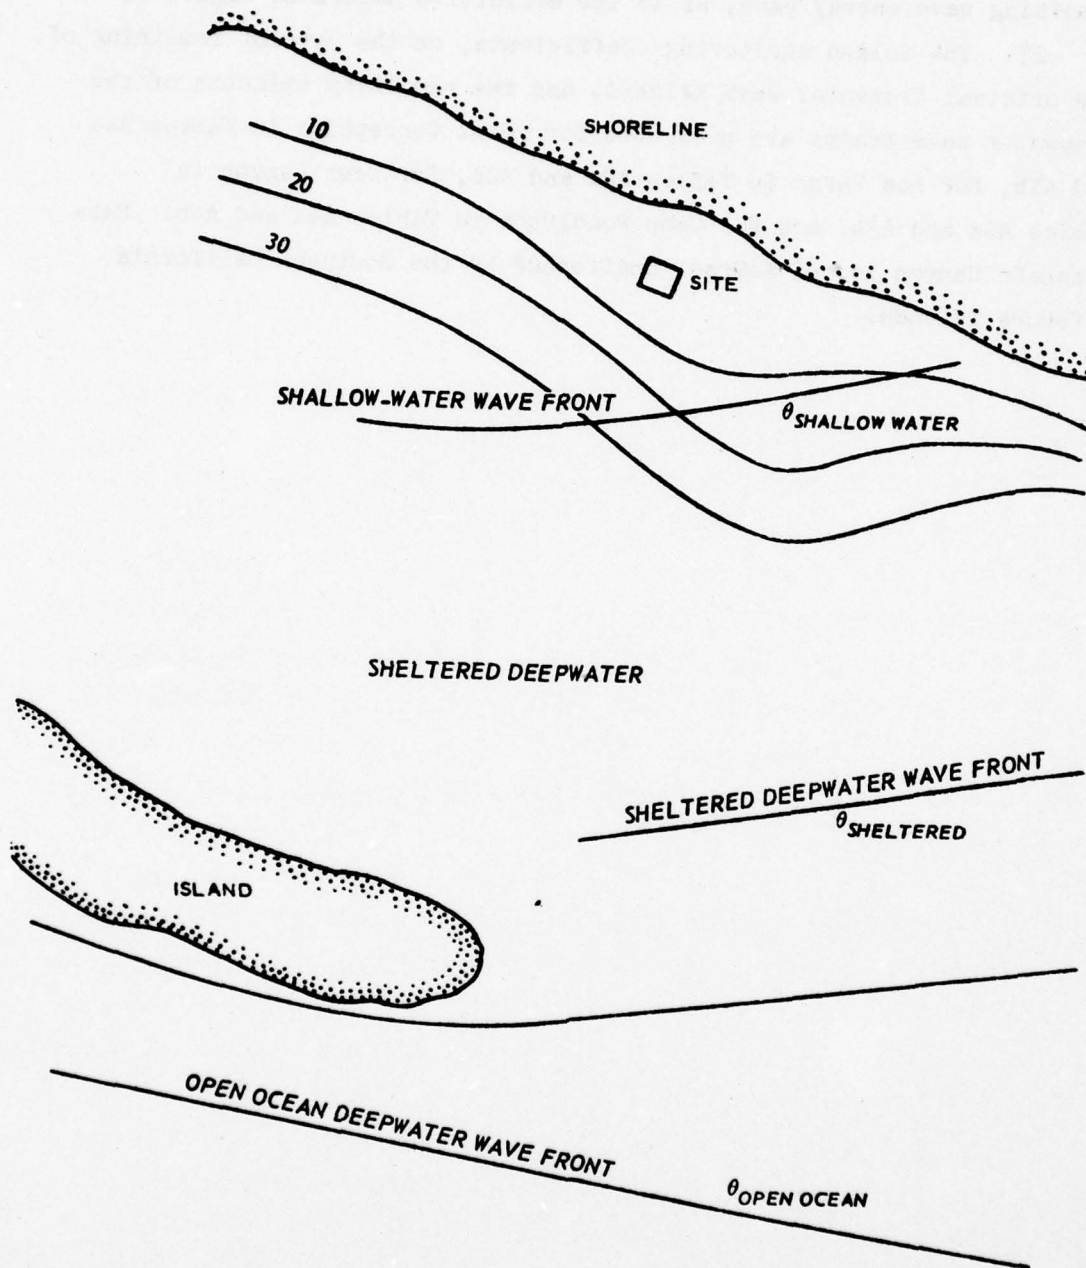 SHORELINE
10
20
30
SITE
SHALLOW-WATER WAVE FRONT
θSHALLOW WATER
SHELTERED DEEPWATER
SHELTERED DEEPWATER WAVE FRONT
θSHELTERED
ISLAND
OPEN OCEAN DEEPWATER WAVE FRONT
θOPEN OCEAN